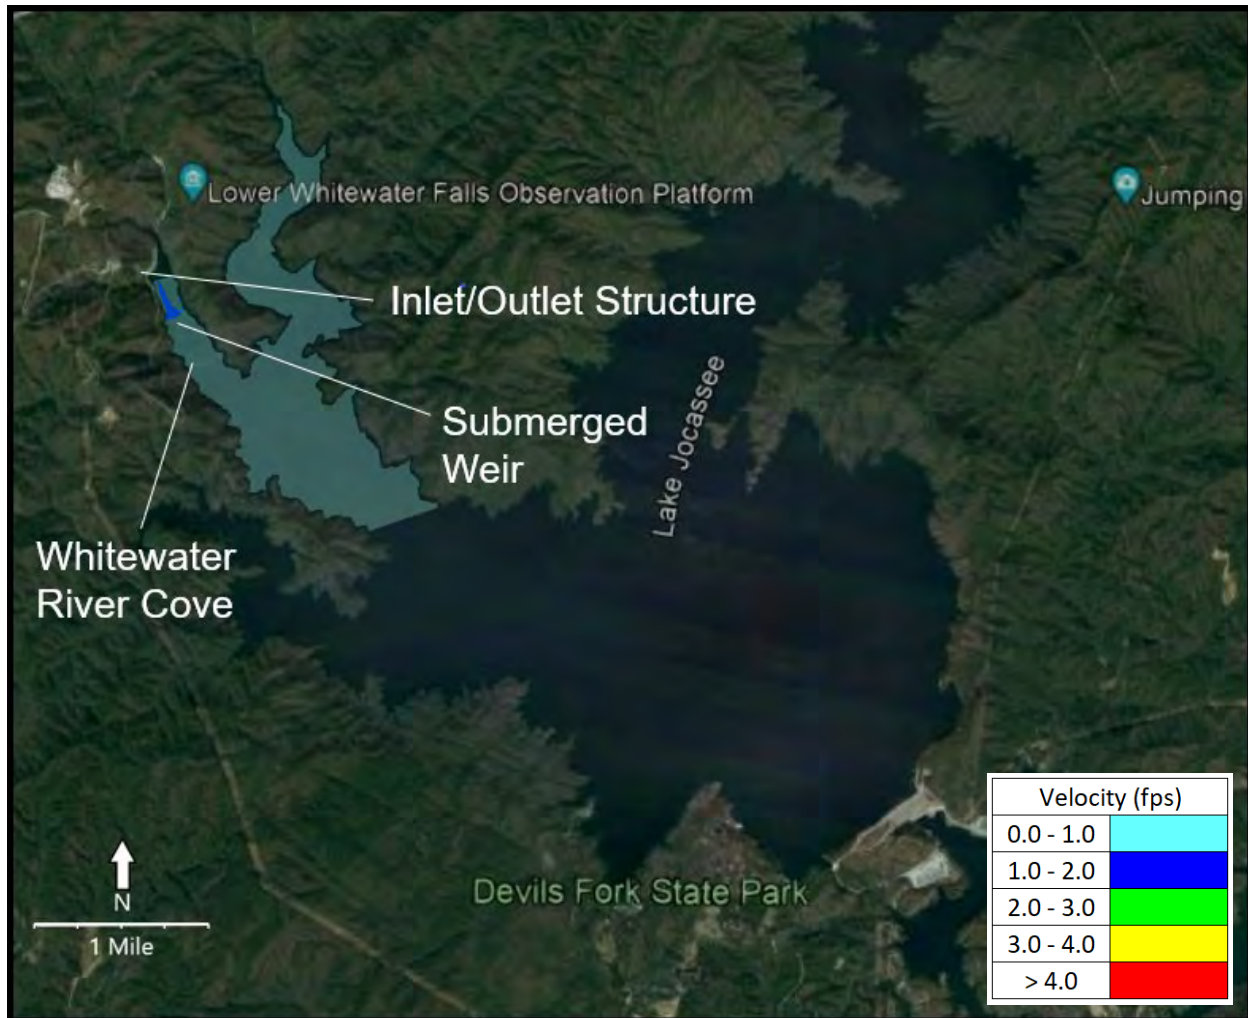 Lower Whitewater Falls Observation Platform
Jumping
Inlet/Outlet Structure
Lake Jocassee
Submerged
Weir
Whitewater
River Cove
Devils Fork State Park
N
1 Mile
Velocity (fps)
0.0 - 1.0
1.0 - 2.0
2.0 - 3.0
3.0 - 4.0
> 4.0